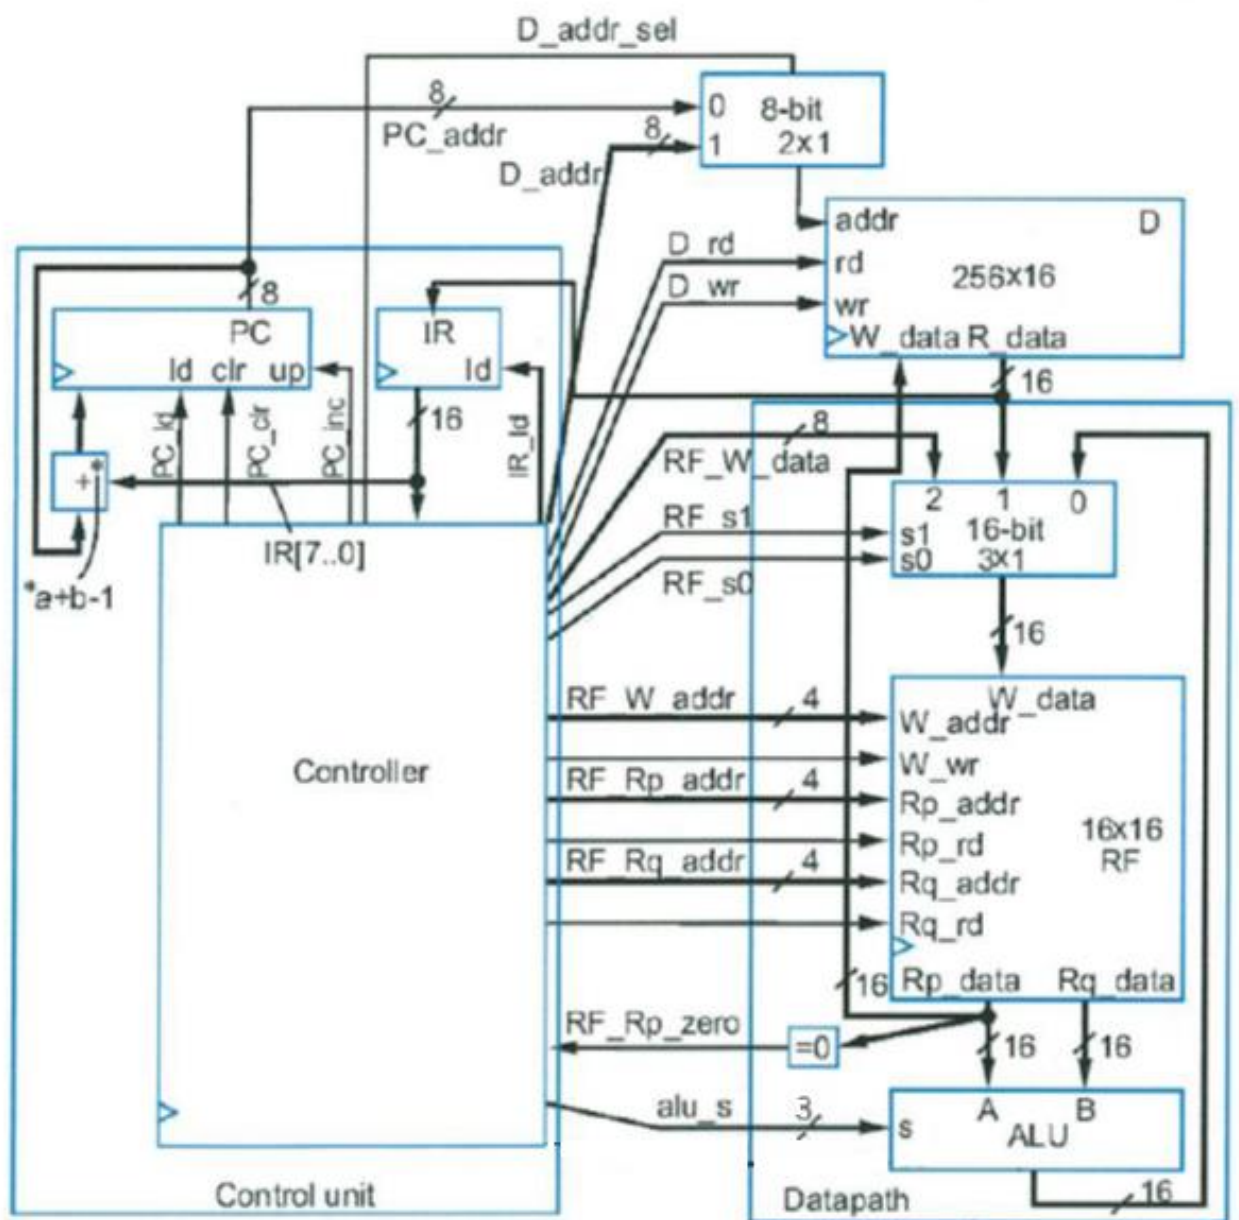 D_addr_sel
8
PC_addr
8
D_addr
0
1
8-bit
2x1
addr
D
rd
256x16
wr
W_data R_data
D_rd
D_wr
16
8
PC
ld clr up
IR
ld
16
PC_ld
PC_clr
PC_inc
IR_ld
+*
IR[7..0]
*a+b-1
8
RF_W_data
2 1 0
s1 16-bit
s0 3x1
RF_s1
RF_s0
16
Controller
RF_W_addr 4
RF_Rp_addr 4
RF_Rq_addr 4
W_data
W_addr
W_wr
Rp_addr
Rp_rd
Rq_addr
Rq_rd
16x16
RF
Rp_data Rq_data
16
RF_Rp_zero
=0
16
16
alu_s
3
s
A B
ALU
16
Control unit
Datapath